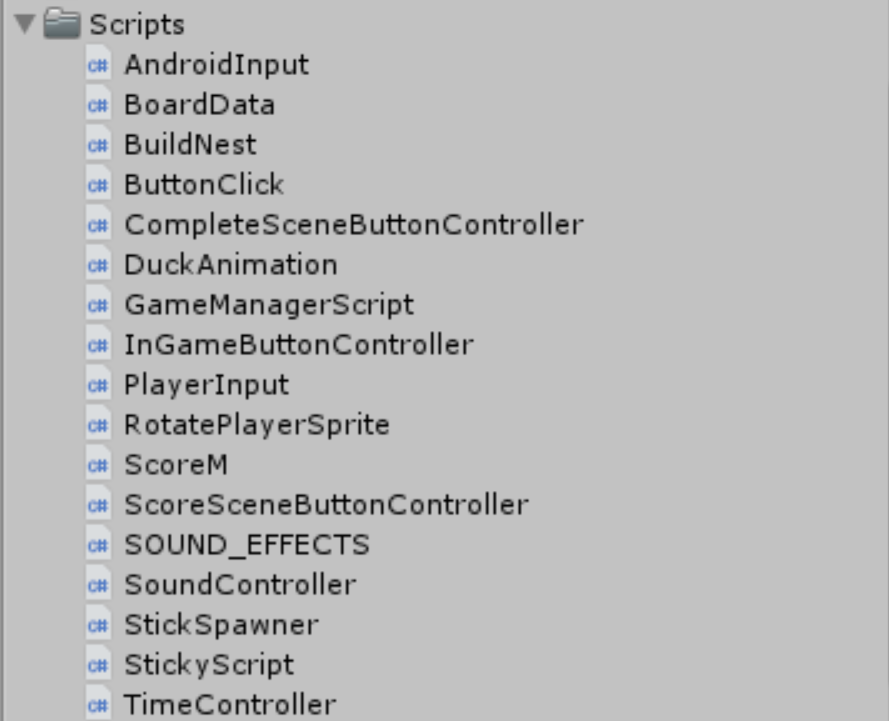 Scripts
c# AndroidInput
c# BoardData
c# BuildNest
c# ButtonClick
c# CompleteSceneButtonController
c# DuckAnimation
c# GameManagerScript
c# InGameButtonController
c# PlayerInput
c# RotatePlayerSprite
c# ScoreM
c# ScoreSceneButtonController
c# SOUND_EFFECTS
c# SoundController
c# StickSpawner
c# StickyScript
c# TimeController